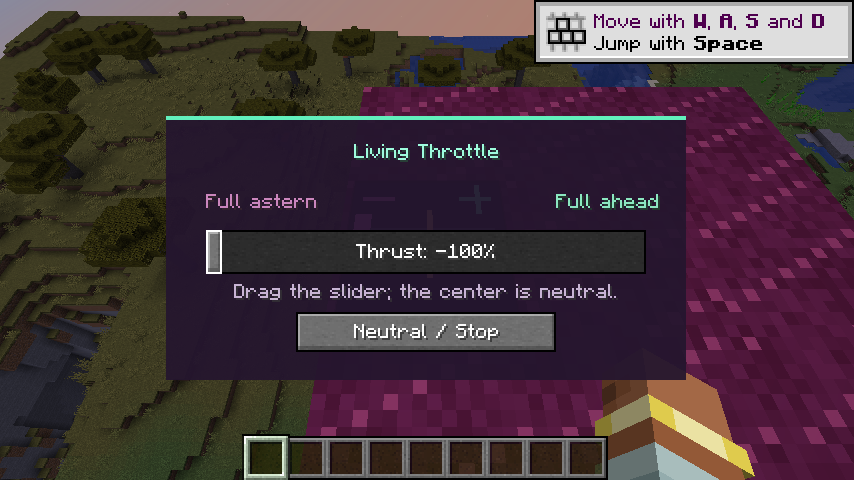 Move with W, A, S and D
Jump with Space
Living Throttle
Full astern
Full ahead
Thrust: -100%
Drag the slider; the center is neutral.
Neutral / Stop